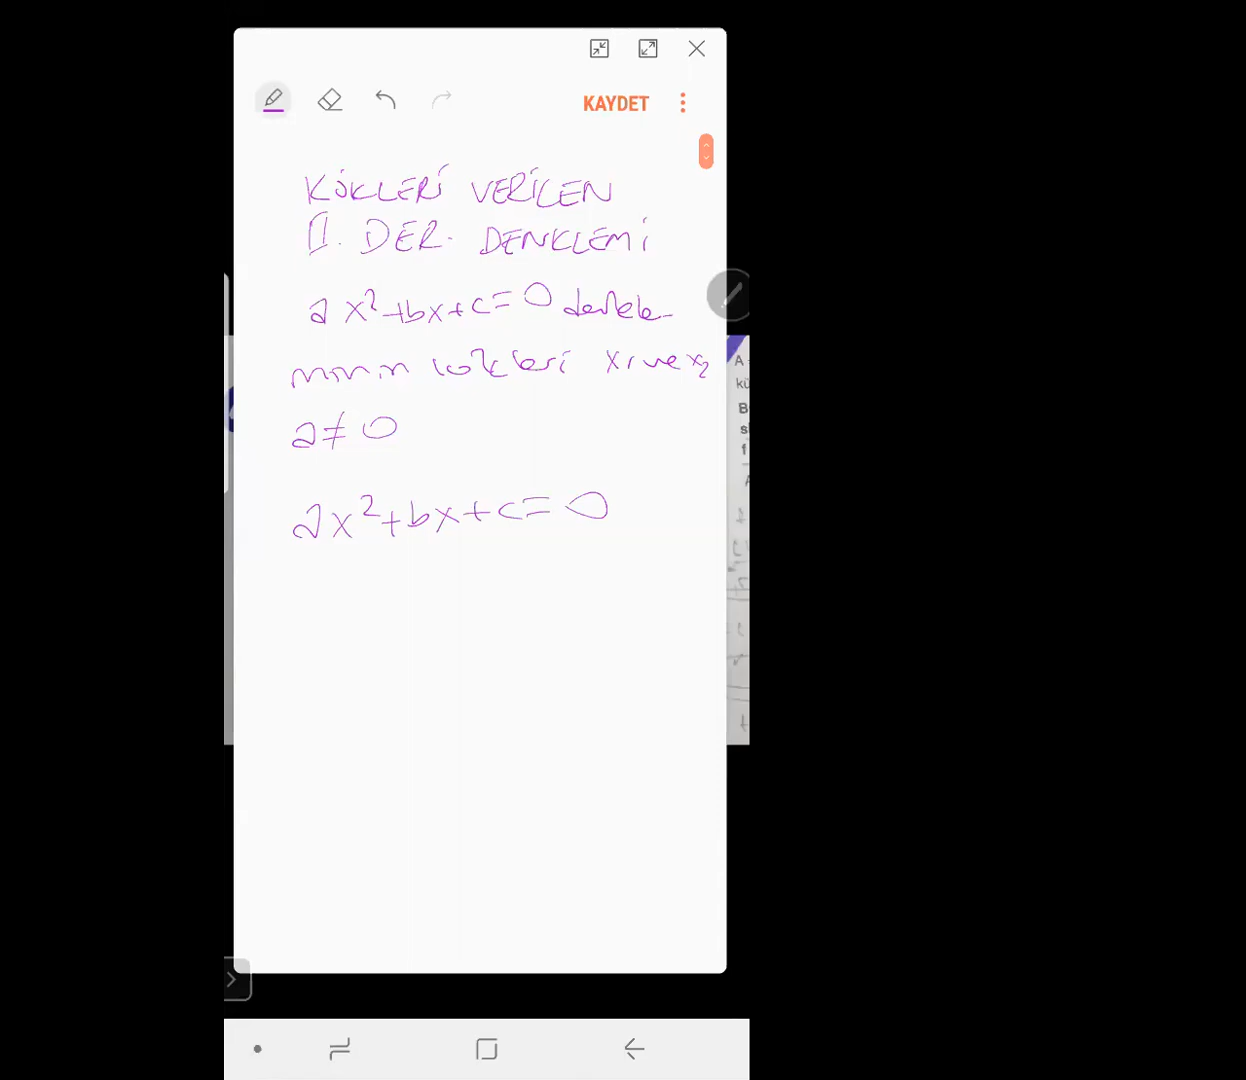 KAYDET
KÖKLERİ VERİLEN
II. DER. DENKLEMİ
ax²+bx+c=0 denkle-
minin kökleri x₁ ve x₂
a≠0
ax²+bx+c=0
A
kü
B